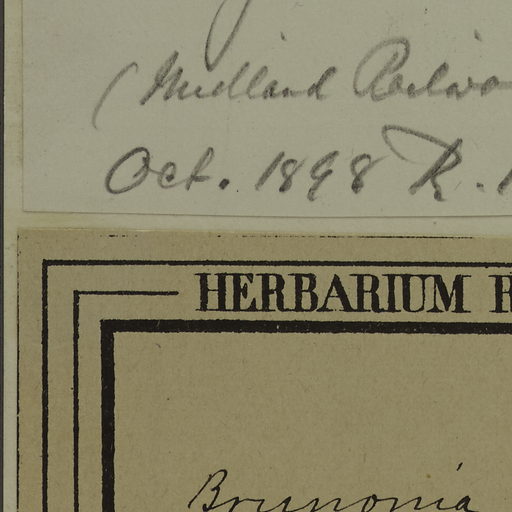 (Midland Railwa
Oct. 1898 R.
HERBARIUM R
Brunonia